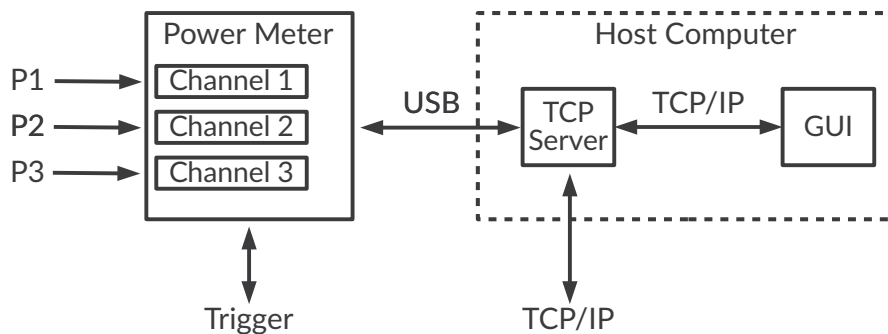 Power Meter
Host Computer
P1
Channel 1
P2
Channel 2
P3
Channel 3
USB
TCP
Server
TCP/IP
GUI
Trigger
TCP/IP